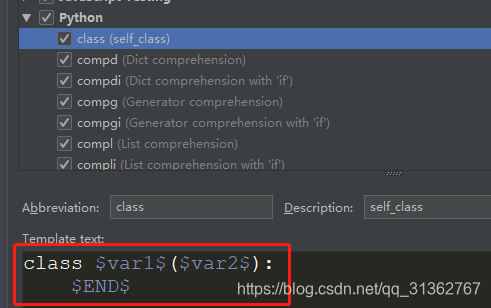 Python
class (self_class)
compd (Dict comprehension)
compdi (Dict comprehension with 'if')
compg (Generator comprehension)
compgi (Generator comprehension with 'if')
compl (List comprehension)
compli (List comprehension with 'if')
Abbreviation: class Description: self_class
Template text:
class $var1$($var2$):
$END$
https://blog.csdn.net/qq_31362767